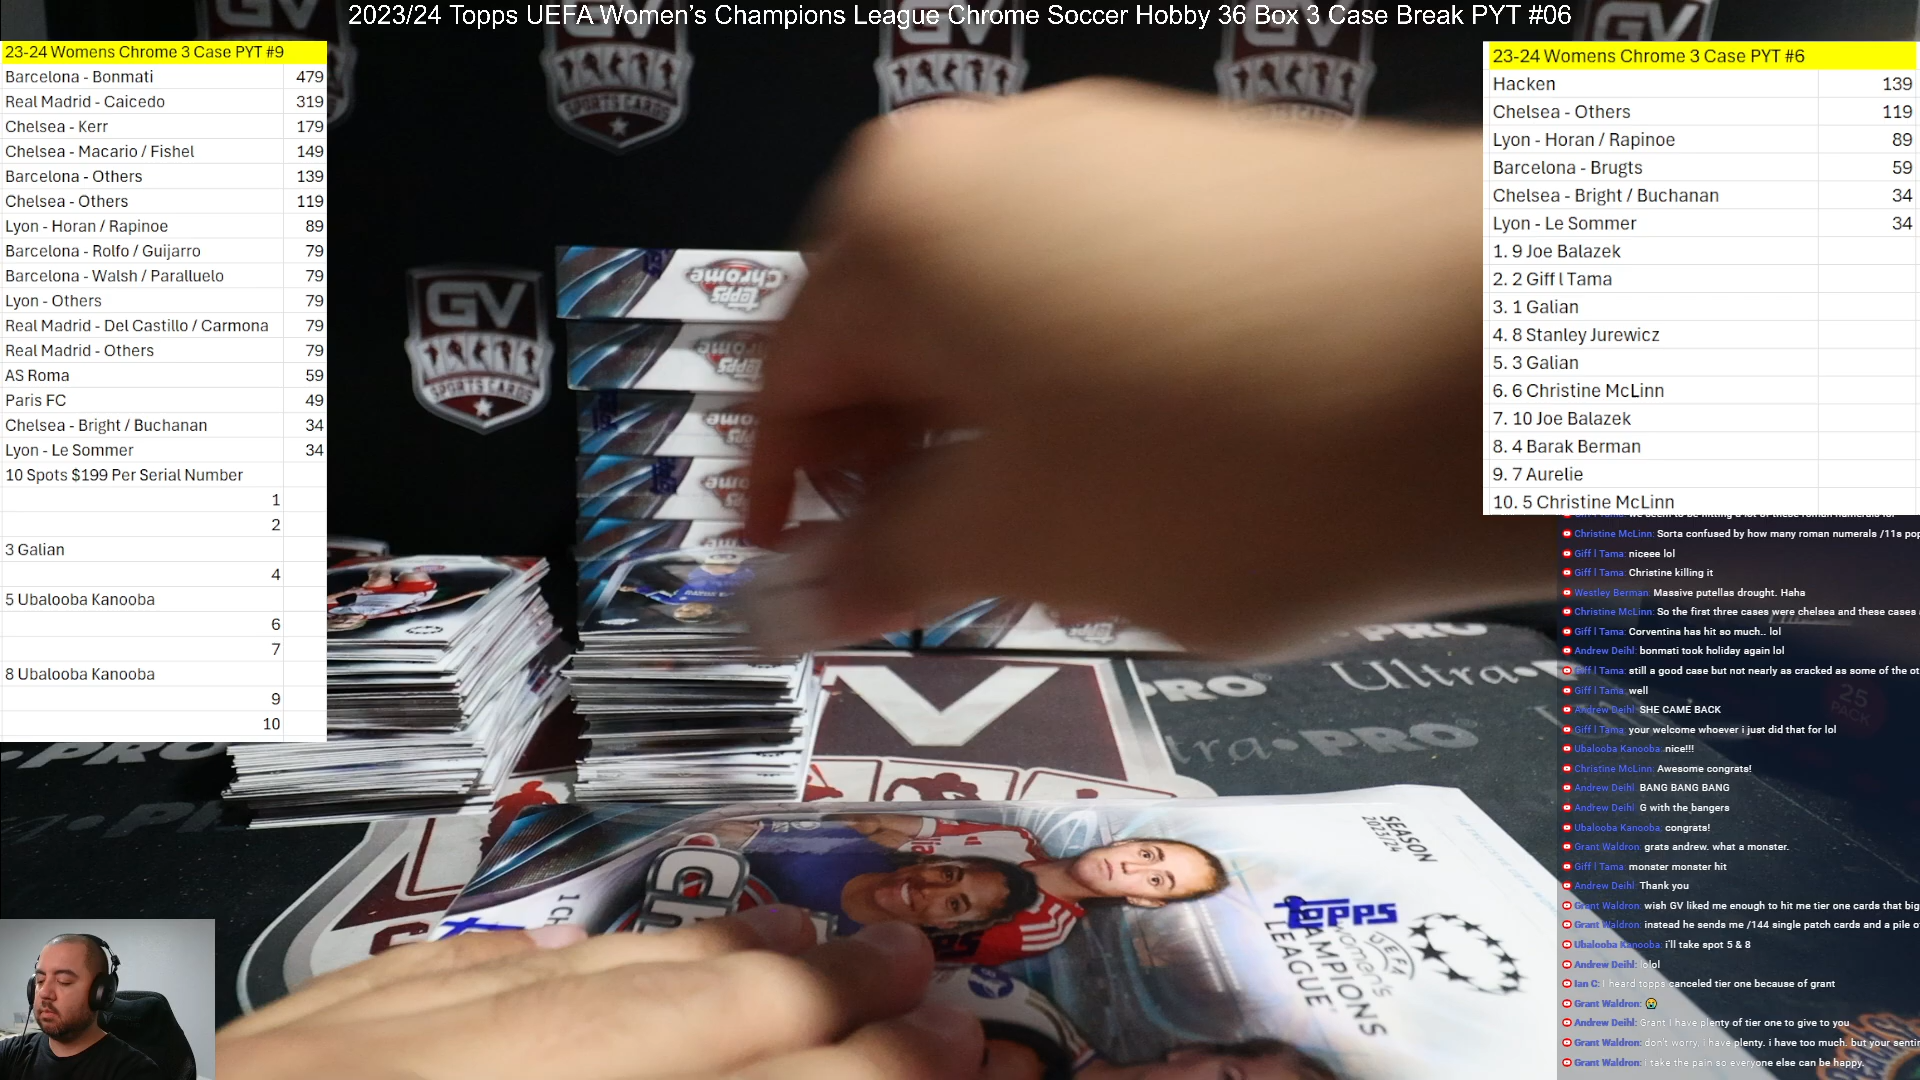 2023/24 Topps UEFA Women's Champions League Chrome Soccer Hobby 36 Box 3 Case Break PYT #06
23-24 Womens Chrome 3 Case PYT #9
Barcelona - Bonmati 479
Real Madrid - Caicedo 319
Chelsea - Kerr 179
Chelsea - Macario / Fishel 149
Barcelona - Others 139
Chelsea - Others 119
Lyon - Horan / Rapinoe 89
Barcelona - Rolfo / Guijarro 79
Barcelona - Walsh / Paralluelo 79
Lyon - Others 79
Real Madrid - Del Castillo / Carmona 79
Real Madrid - Others 79
AS Roma 59
Paris FC 49
Chelsea - Bright / Buchanan 34
Lyon - Le Sommer 34
10 Spots $199 Per Serial Number
1
2
3 Galian
4
5 Ubalooba Kanooba
6
7
8 Ubalooba Kanooba
9
10
23-24 Womens Chrome 3 Case PYT #6
Hacken 139
Chelsea - Others 119
Lyon - Horan / Rapinoe 89
Barcelona - Brugts 59
Chelsea - Bright / Buchanan 34
Lyon - Le Sommer 34
1. 9 Joe Balazek
2. 2 Giff l Tama
3. 1 Galian
4. 8 Stanley Jurewicz
5. 3 Galian
6. 6 Christine McLinn
7. 10 Joe Balazek
8. 4 Barak Berman
9. 7 Aurelie
10. 5 Christine McLinn
Christine McLinn: Sorta confused by how many roman numerals /11s pop
Giff l Tama: niceee lol
Giff l Tama: Christine killing it
Westley Berman: Massive putellas drought. Haha
Christine McLinn: So the first three cases were chelsea and these cases
Giff l Tama: Corventina has hit so much.. lol
Andrew Deihl: bonmati took holiday again lol
Giff l Tama: still a good case but not nearly as cracked as some of the ot
Giff l Tama: well
Andrew Deihl: SHE CAME BACK
Giff l Tama: your welcome whoever i just did that for lol
Ubalooba Kanooba: nice!!!
Christine McLinn: Awesome congrats!
Andrew Deihl: BANG BANG BANG
Andrew Deihl: G with the bangers
Ubalooba Kanooba: congrats!
Grant Waldron: grats andrew. what a monster.
Giff l Tama: monster monster hit
Andrew Deihl: Thank you
Grant Waldron: wish GV liked me enough to hit me tier one cards that big
Grant Waldron: instead he sends me /144 single patch cards and a pile o
Ubalooba Kanooba: i'll take spot 5 & 8
Andrew Deihl: lolol
Ian C: I heard topps canceled tier one because of grant
Grant Waldron: 😭
Andrew Deihl: Grant I have plenty of tier one to give to you
Grant Waldron: don't worry. i have plenty. i have too much. but your senti
Grant Waldron: i take the pain so everyone else can be happy.
GV
SPORTS CARDS
Topps
Chrome
SEASON
2023/24
Topps
UEFA
Women's
CHAMPIONS
LEAGUE
PRO
Ultra PRO
25
PACK